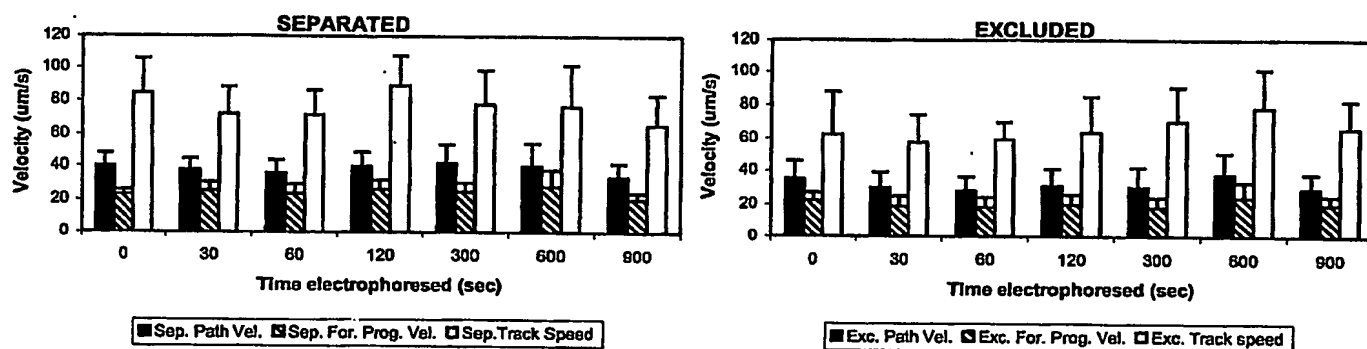 SEPARATED
Velocity (um/s)
120
100
80
60
40
20
0
0 30 60 120 300 600 900
Time electrophoresed (sec)
Sep. Path Vel. Sep. For. Prog. Vel. Sep.Track Speed
EXCLUDED
Velocity (um/s)
120
100
80
60
40
20
0
0 30 60 120 300 600 900
Time electrophoresed (sec)
Exc. Path Vel. Exc. For. Prog. Vel. Exc. Track speed